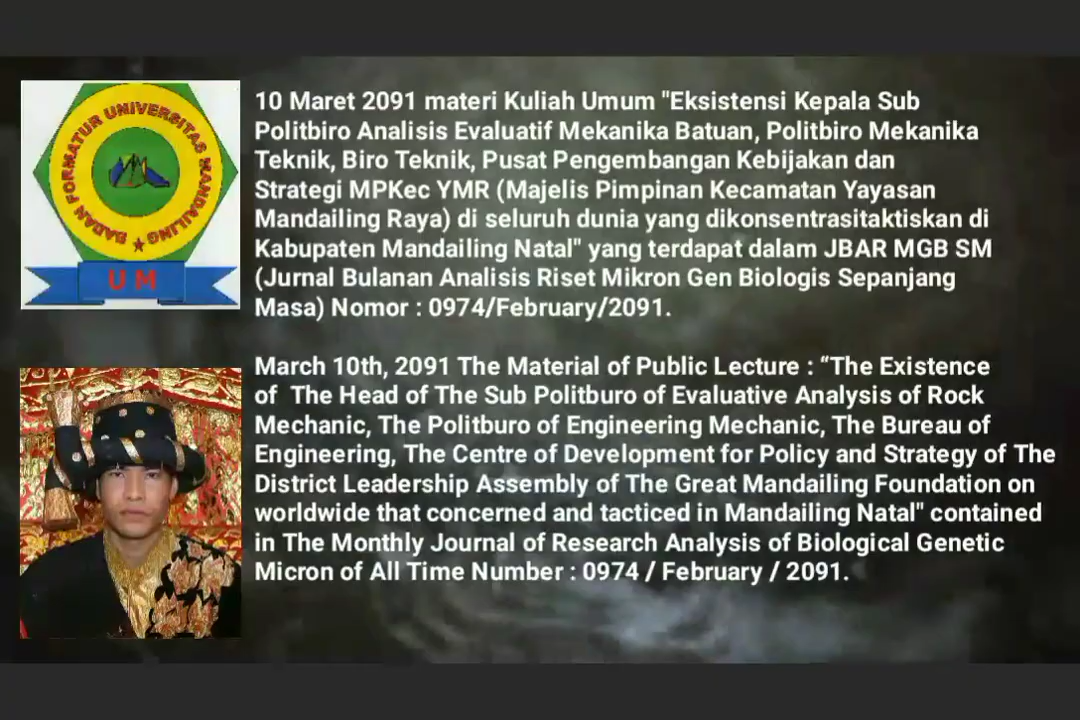 BADAN FORMATUR UNIVERSITAS MANDAILING
U M
10 Maret 2091 materi Kuliah Umum "Eksistensi Kepala Sub
Politbiro Analisis Evaluatif Mekanika Batuan, Politbiro Mekanika
Teknik, Biro Teknik, Pusat Pengembangan Kebijakan dan
Strategi MPKec YMR (Majelis Pimpinan Kecamatan Yayasan
Mandailing Raya) di seluruh dunia yang dikonsentrasitaktiskan di
Kabupaten Mandailing Natal" yang terdapat dalam JBAR MGB SM
(Jurnal Bulanan Analisis Riset Mikron Gen Biologis Sepanjang
Masa) Nomor : 0974/February/2091.
March 10th, 2091 The Material of Public Lecture : “The Existence
of The Head of The Sub Politburo of Evaluative Analysis of Rock
Mechanic, The Politburo of Engineering Mechanic, The Bureau of
Engineering, The Centre of Development for Policy and Strategy of The
District Leadership Assembly of The Great Mandailing Foundation on
worldwide that concerned and tacticed in Mandailing Natal" contained
in The Monthly Journal of Research Analysis of Biological Genetic
Micron of All Time Number : 0974 / February / 2091.